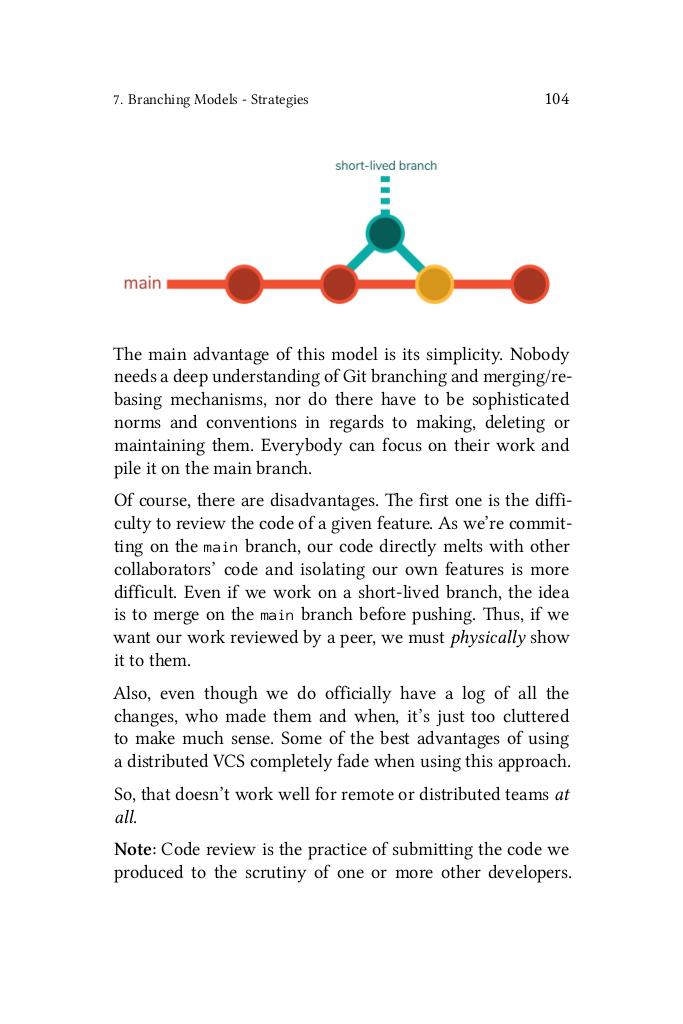 7. Branching Models - Strategies 104
short-lived branch
main
The main advantage of this model is its simplicity. Nobody
needs a deep understanding of Git branching and merging/re-
basing mechanisms, nor do there have to be sophisticated
norms and conventions in regards to making, deleting or
maintaining them. Everybody can focus on their work and
pile it on the main branch.
Of course, there are disadvantages. The first one is the diffi-
culty to review the code of a given feature. As we're commit-
ting on the main branch, our code directly melts with other
collaborators' code and isolating our own features is more
difficult. Even if we work on a short-lived branch, the idea
is to merge on the main branch before pushing. Thus, if we
want our work reviewed by a peer, we must physically show
it to them.
Also, even though we do officially have a log of all the
changes, who made them and when, it's just too cluttered
to make much sense. Some of the best advantages of using
a distributed VCS completely fade when using this approach.
So, that doesn't work well for remote or distributed teams at
all.
Note: Code review is the practice of submitting the code we
produced to the scrutiny of one or more other developers.